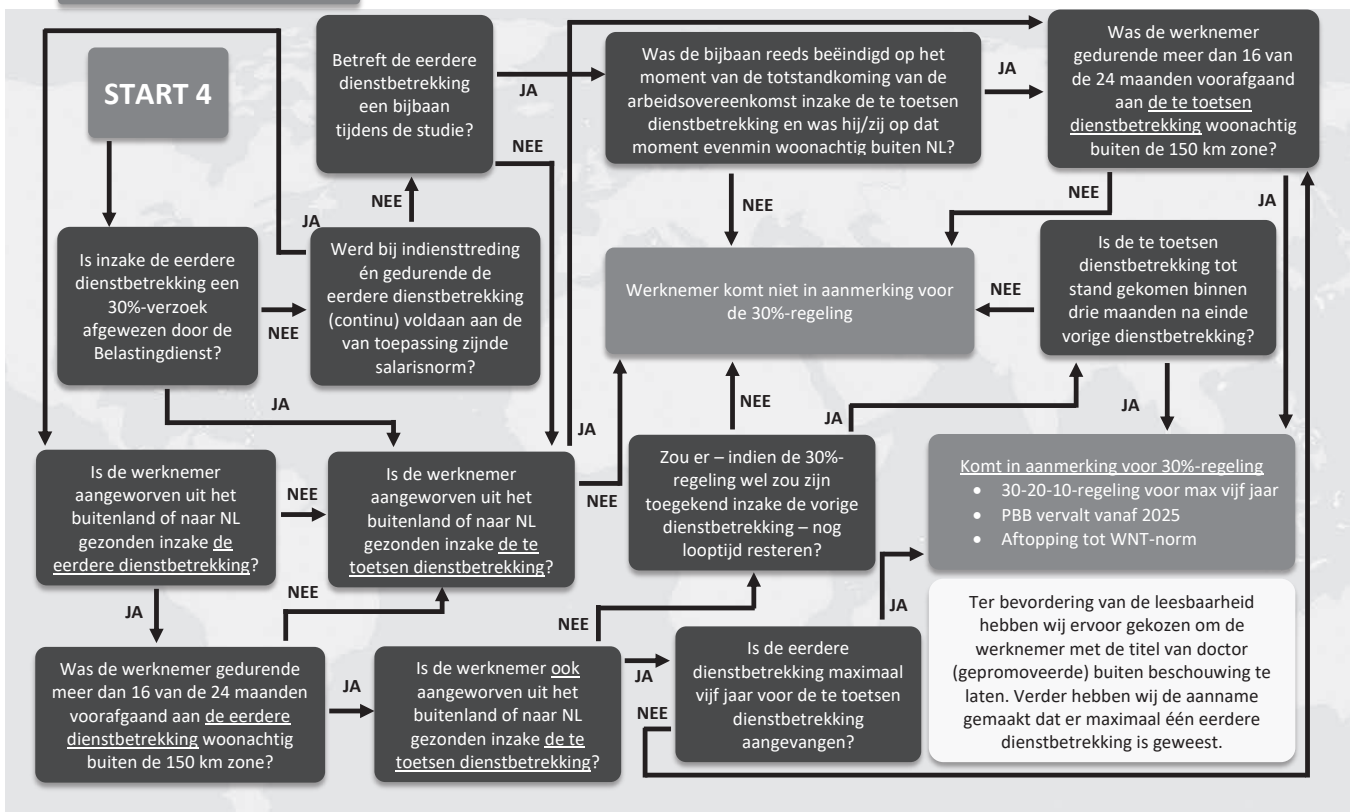 START 4
Betreft de eerdere
dienstbetrekking
een bijbaan
tijdens de studie?
JA
NEE
Was de bijbaan reeds beëindigd op het
moment van de totstandkoming van de
arbeidsovereenkomst inzake de te toetsen
dienstbetrekking en was hij/zij op dat
moment evenmin woonachtig buiten NL?
JA
NEE
Was de werknemer
gedurende meer dan 16 van
de 24 maanden voorafgaand
aan de te toetsen
dienstbetrekking woonachtig
buiten de 150 km zone?
NEE
JA
Is inzake de eerdere
dienstbetrekking een
30%-verzoek
afgewezen door de
Belastingdienst?
NEE
JA
Werd bij indiensttreding
én gedurende de
eerdere dienstbetrekking
(continu) voldaan aan de
van toepassing zijnde
salarisnorm?
JA
NEE
Werknemer komt niet in aanmerking voor
de 30%-regeling
Is de te toetsen
dienstbetrekking tot
stand gekomen binnen
drie maanden na einde
vorige dienstbetrekking?
NEE
JA
Is de werknemer
aangeworven uit het
buitenland of naar NL
gezonden inzake de
eerdere dienstbetrekking?
NEE
JA
Is de werknemer
aangeworven uit het
buitenland of naar NL
gezonden inzake de te
toetsen dienstbetrekking?
JA
NEE
Zou er – indien de 30%-
regeling wel zou zijn
toegekend inzake de vorige
dienstbetrekking – nog
looptijd resteren?
NEE
JA
Komt in aanmerking voor 30%-regeling
• 30-20-10-regeling voor max vijf jaar
• PBB vervalt vanaf 2025
• Aftopping tot WNT-norm
Was de werknemer gedurende
meer dan 16 van de 24 maanden
voorafgaand aan de eerdere
dienstbetrekking woonachtig
buiten de 150 km zone?
NEE
JA
Is de werknemer ook
aangeworven uit het
buitenland of naar NL
gezonden inzake de te
toetsen dienstbetrekking?
NEE
JA
Is de eerdere
dienstbetrekking maximaal
vijf jaar voor de te toetsen
dienstbetrekking
aangevangen?
JA
NEE
Ter bevordering van de leesbaarheid
hebben wij ervoor gekozen om de
werknemer met de titel van doctor
(gepromoveerde) buiten beschouwing te
laten. Verder hebben wij de aanname
gemaakt dat er maximaal één eerdere
dienstbetrekking is geweest.